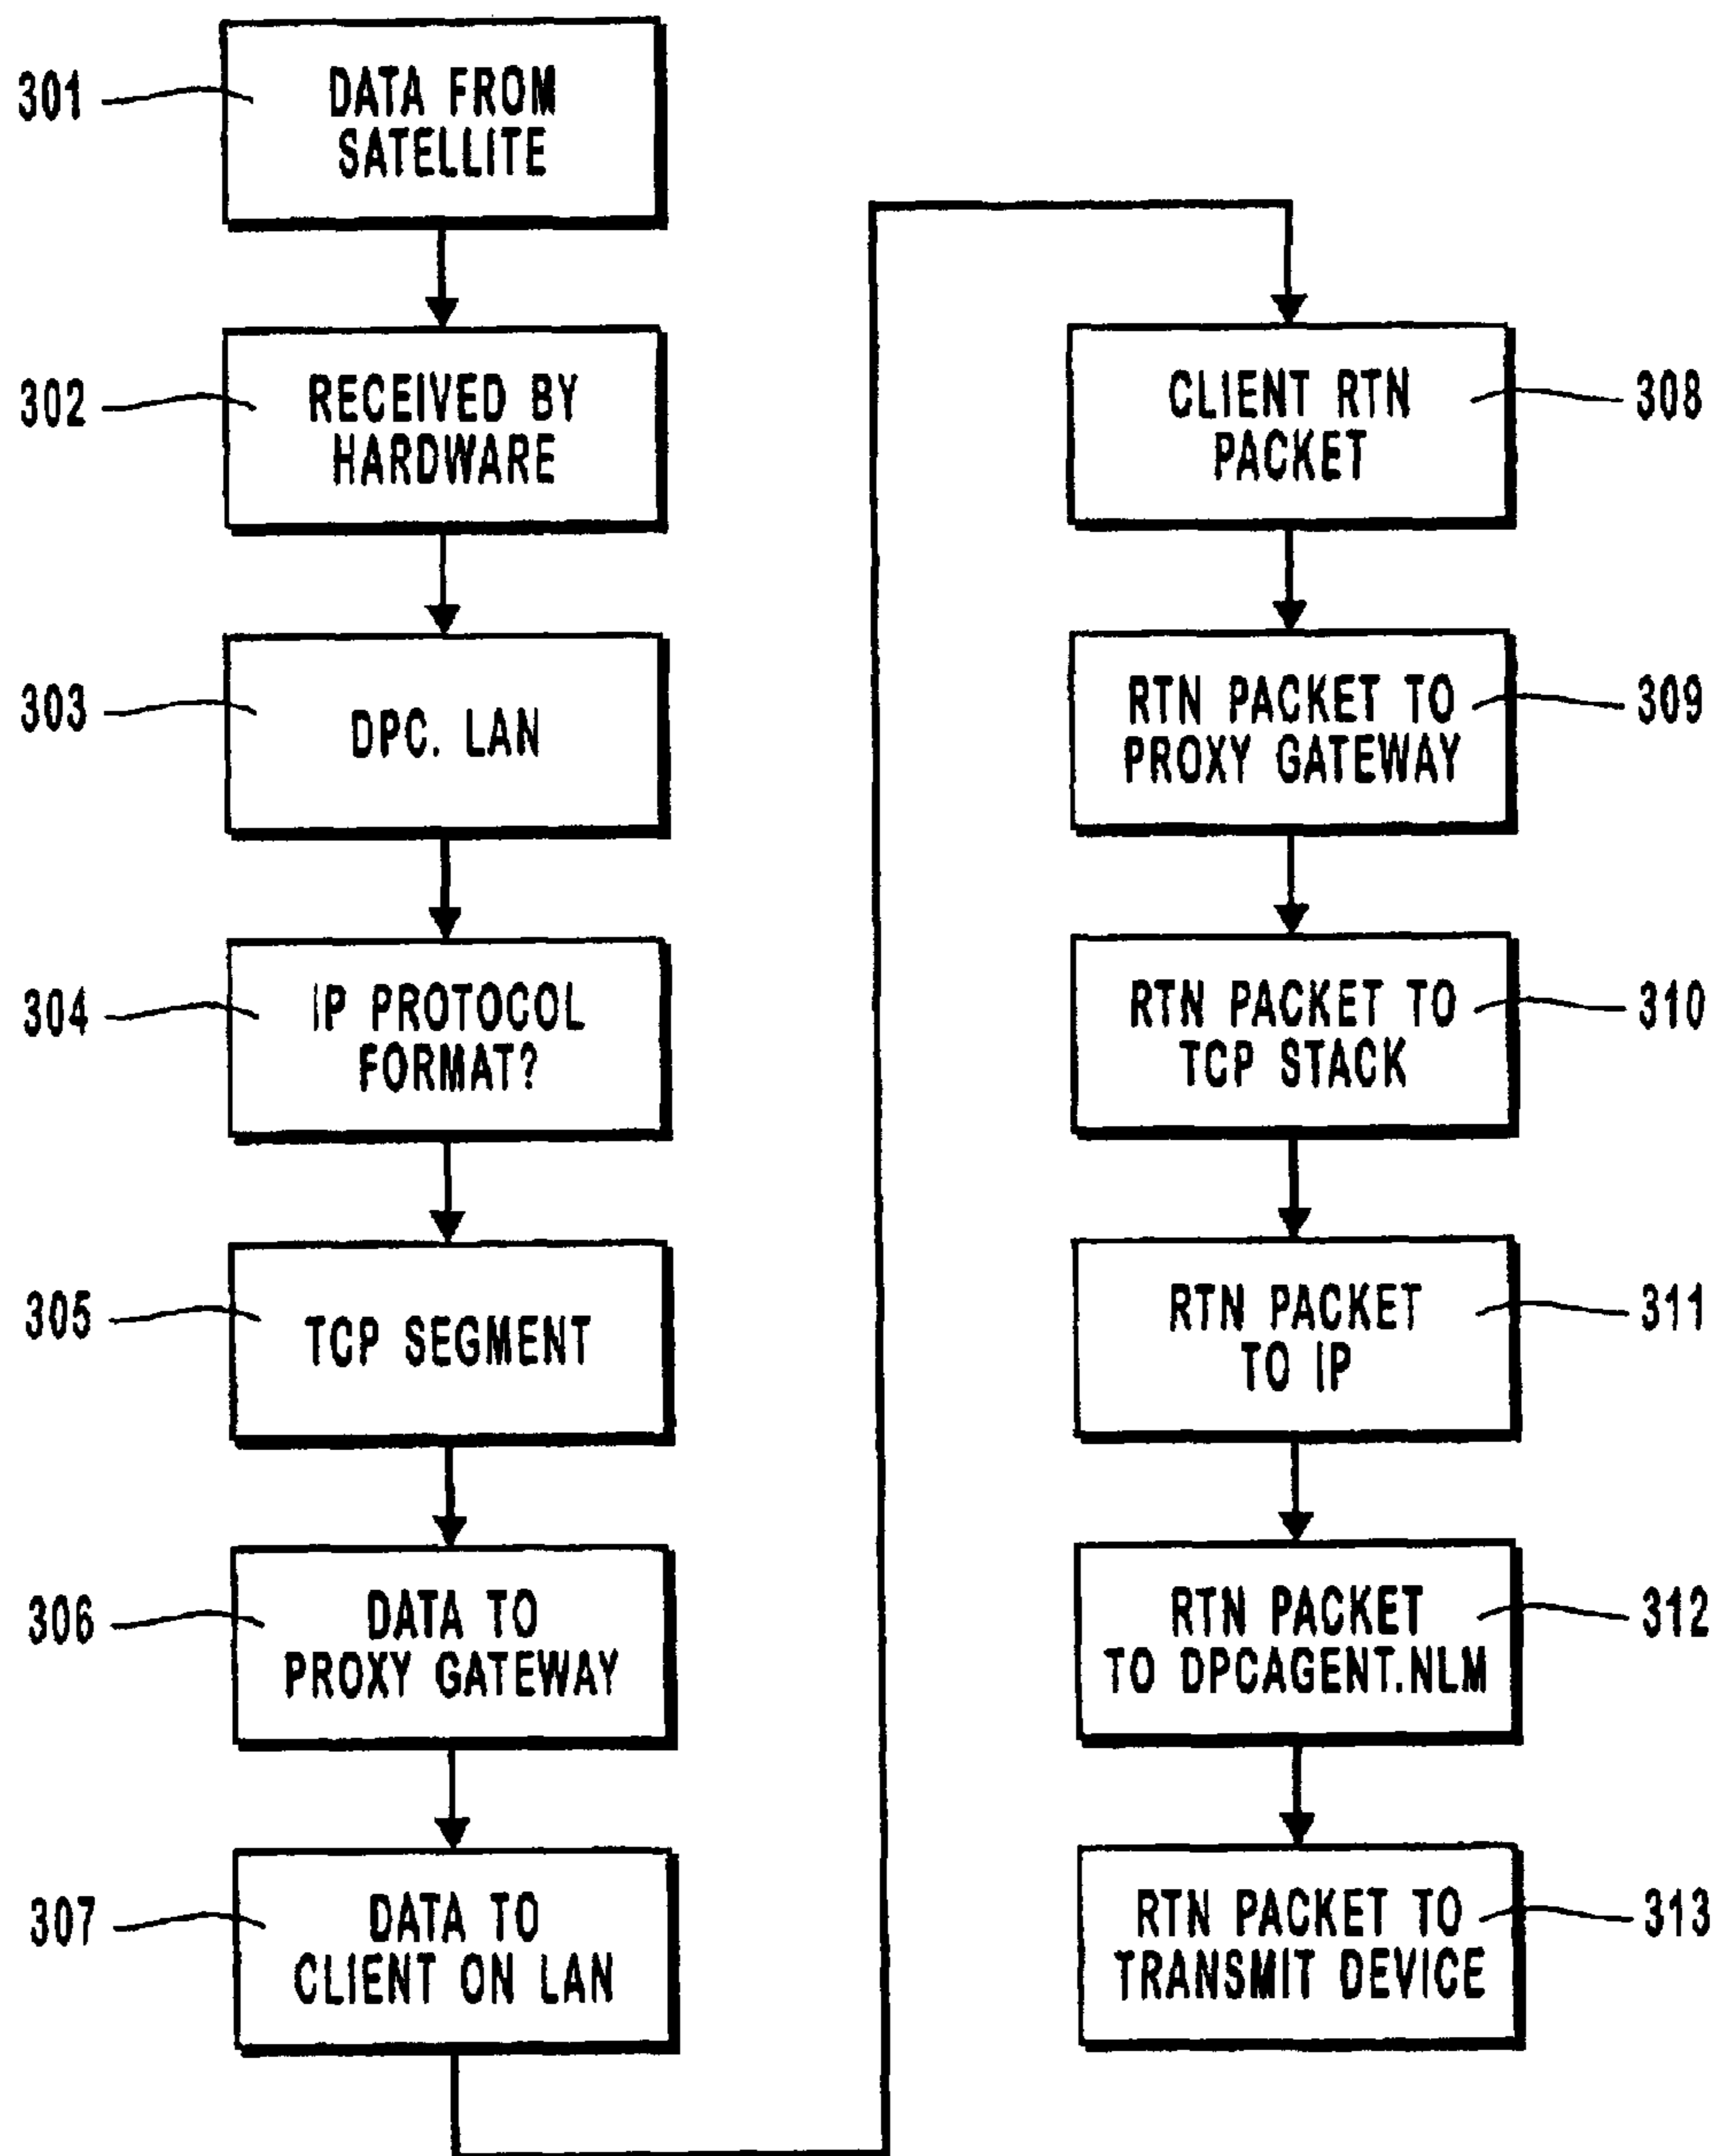 301
DATA FROM
SATELLITE
302
RECEIVED BY
HARDWARE
303
DPC. LAN
304
IP PROTOCOL
FORMAT?
305
TCP SEGMENT
306
DATA TO
PROXY GATEWAY
307
DATA TO
CLIENT ON LAN
CLIENT RTN
PACKET
308
RTN PACKET TO
PROXY GATEWAY
309
RTN PACKET TO
TCP STACK
310
RTN PACKET
TO IP
311
RTN PACKET
TO DPCAGENT.NLM
312
RTN PACKET TO
TRANSMIT DEVICE
313